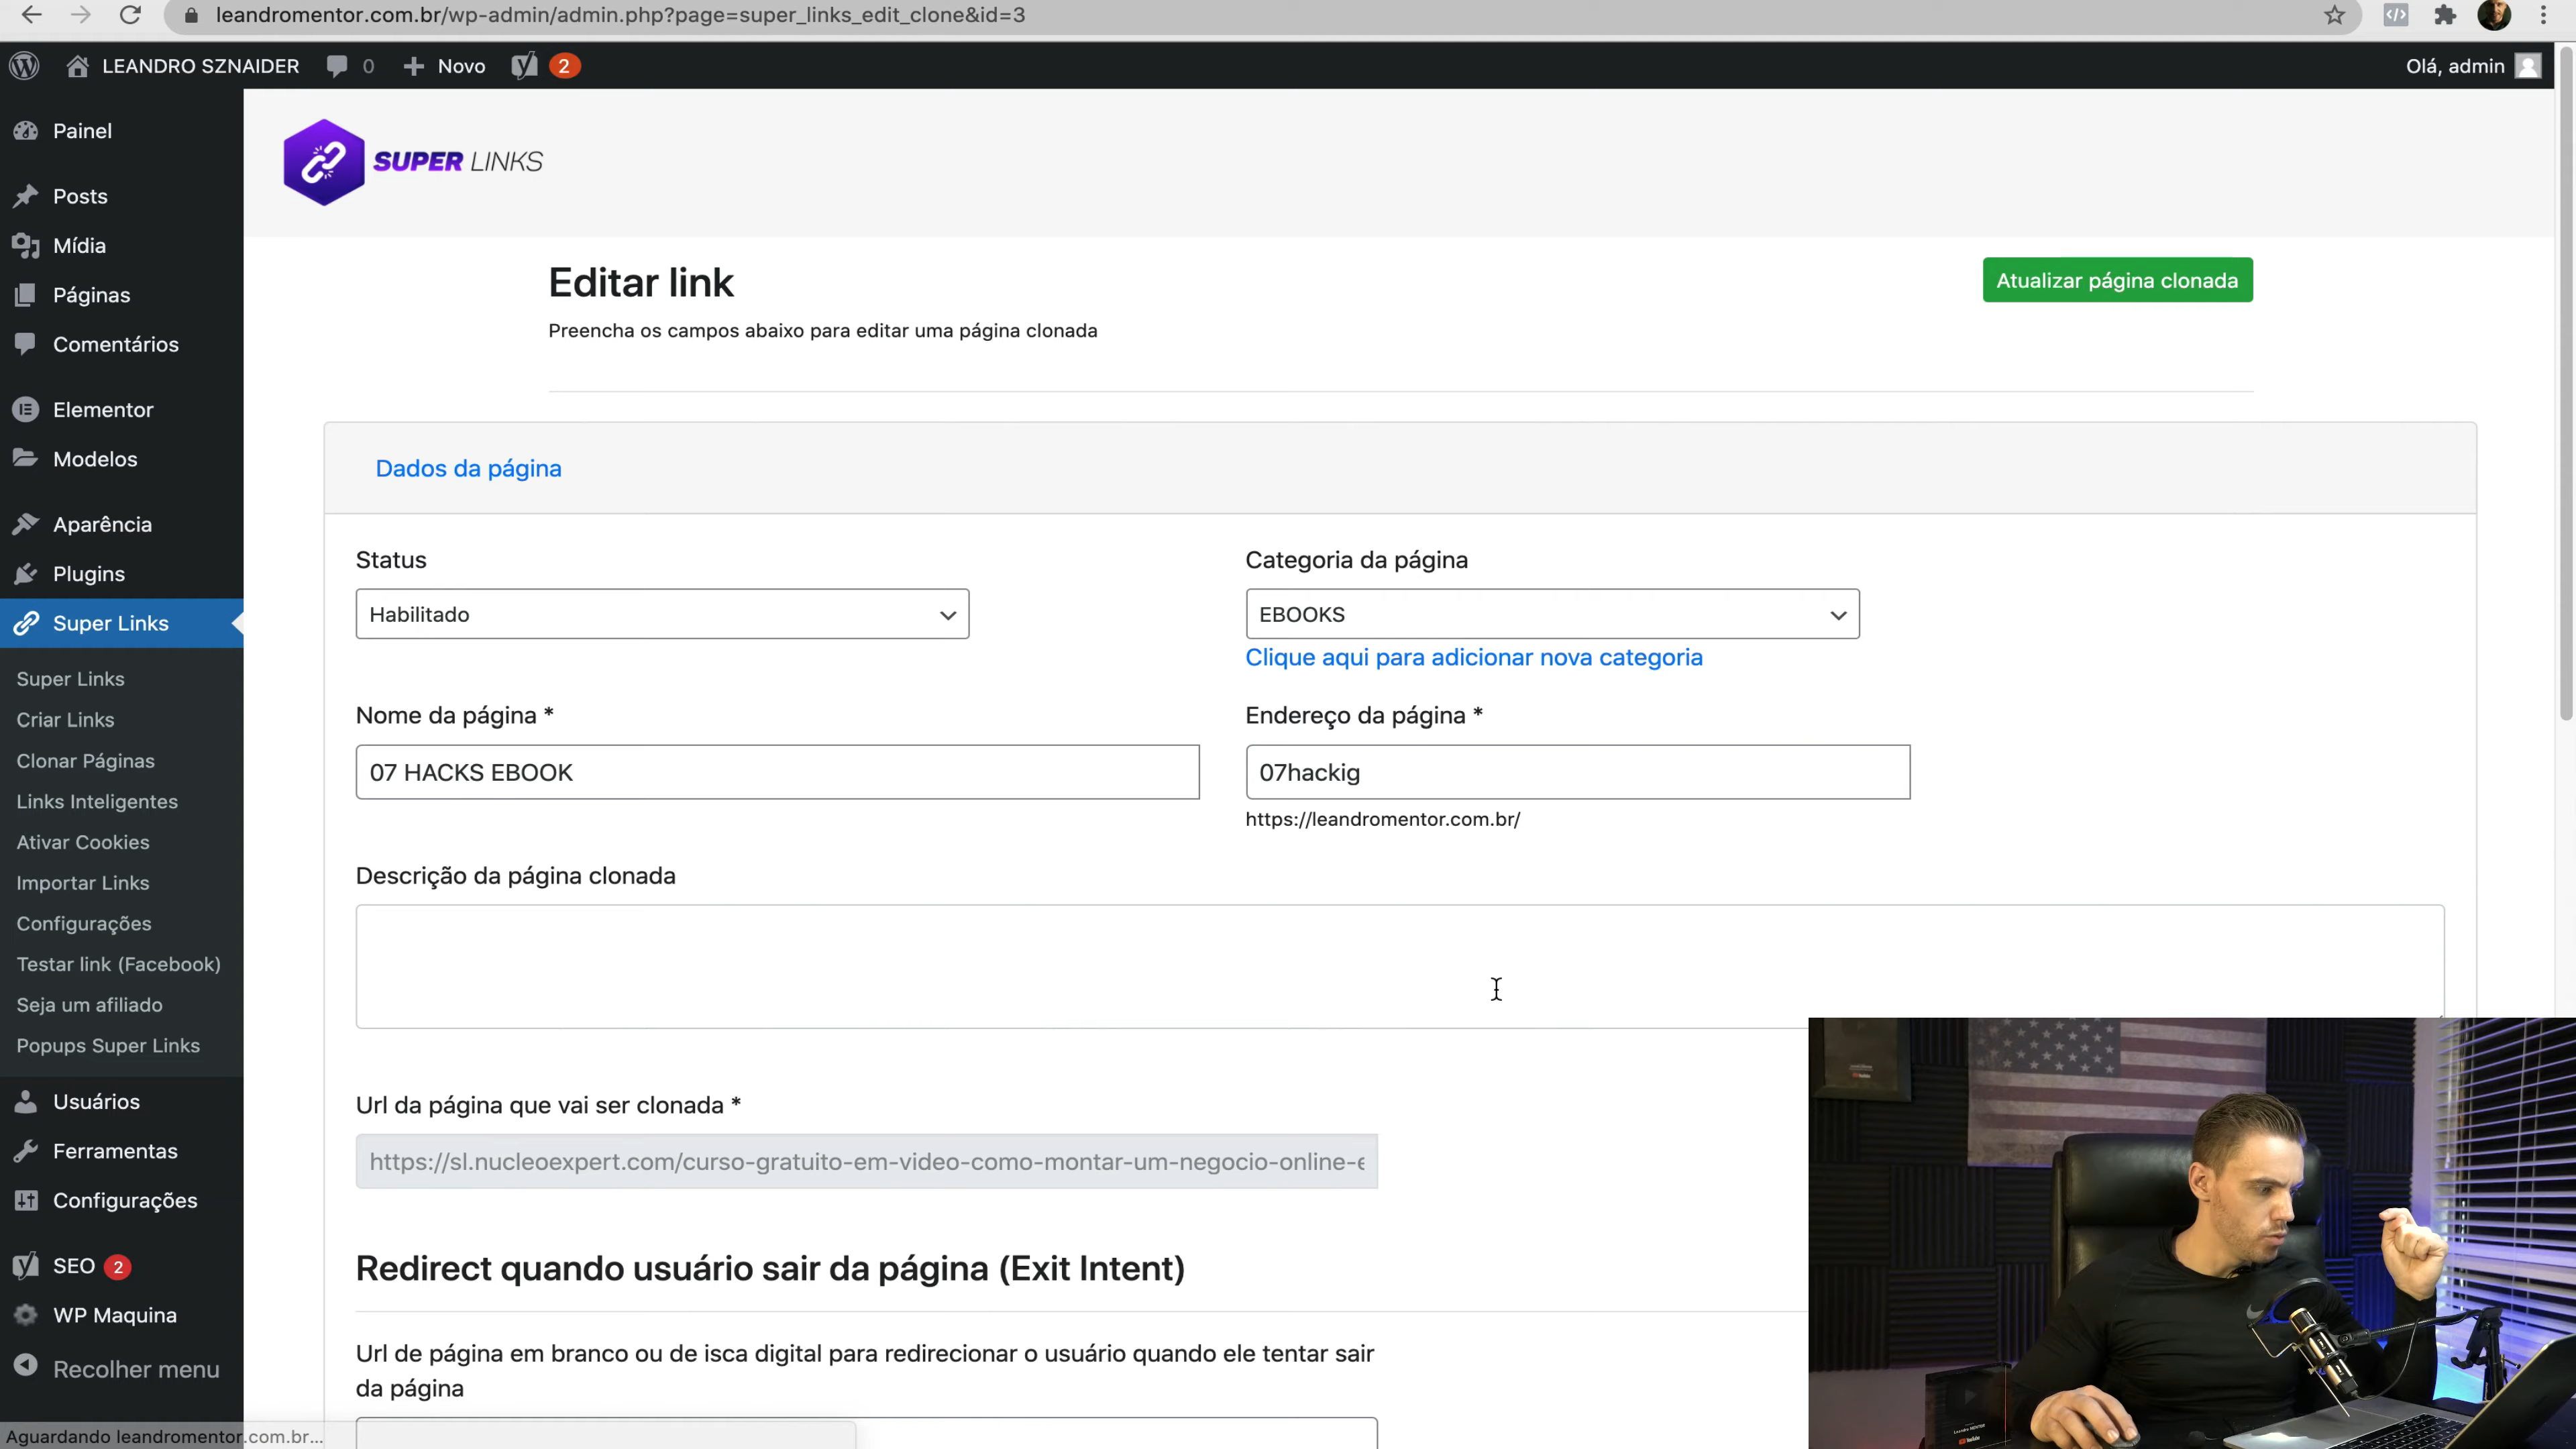 leandromentor.com.br/wp-admin/admin.php?page=super_links_edit_clone&id=3
LEANDRO SZNAIDER
0
Novo
2
Olá, admin
Painel
Posts
Mídia
Páginas
Comentários
Elementor
Modelos
Aparência
Plugins
Super Links
Super Links
Criar Links
Clonar Páginas
Links Inteligentes
Ativar Cookies
Importar Links
Configurações
Testar link (Facebook)
Seja um afiliado
Popups Super Links
Usuários
Ferramentas
Configurações
SEO 2
WP Maquina
Recolher menu
Aguardando leandromentor.com.br...
SUPER LINKS
Editar link
Atualizar página clonada
Preencha os campos abaixo para editar uma página clonada
Dados da página
Status
Habilitado
Categoria da página
EBOOKS
Clique aqui para adicionar nova categoria
Nome da página *
07 HACKS EBOOK
Endereço da página *
07hackig
https://leandromentor.com.br/
Descrição da página clonada
Url da página que vai ser clonada *
https://sl.nucleoexpert.com/curso-gratuito-em-video-como-montar-um-negocio-online-e
Redirect quando usuário sair da página (Exit Intent)
Url de página em branco ou de isca digital para redirecionar o usuário quando ele tentar sair
da página